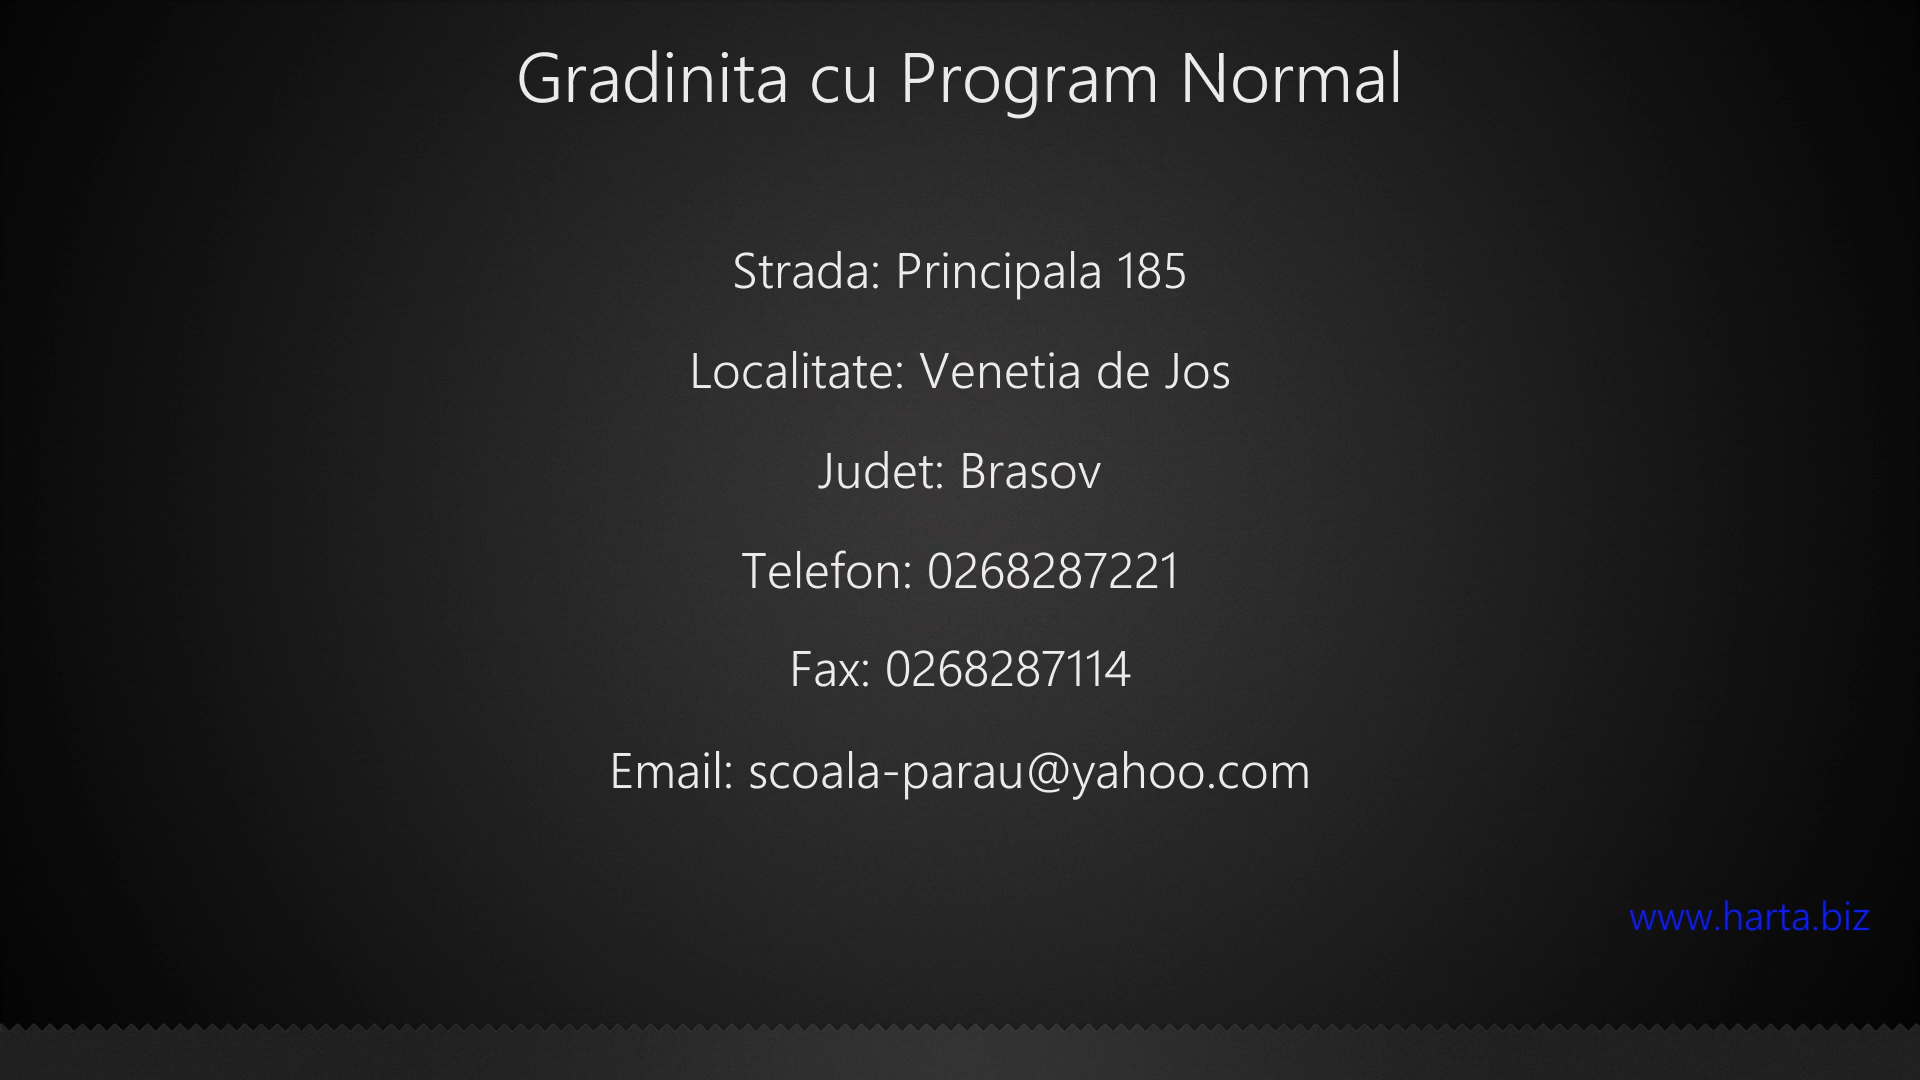 Gradinita cu Program Normal
Strada: Principala 185
Localitate: Venetia de Jos
Judet: Brasov
Telefon: 0268287221
Fax: 0268287114
Email: scoala-parau@yahoo.com
www.harta.biz